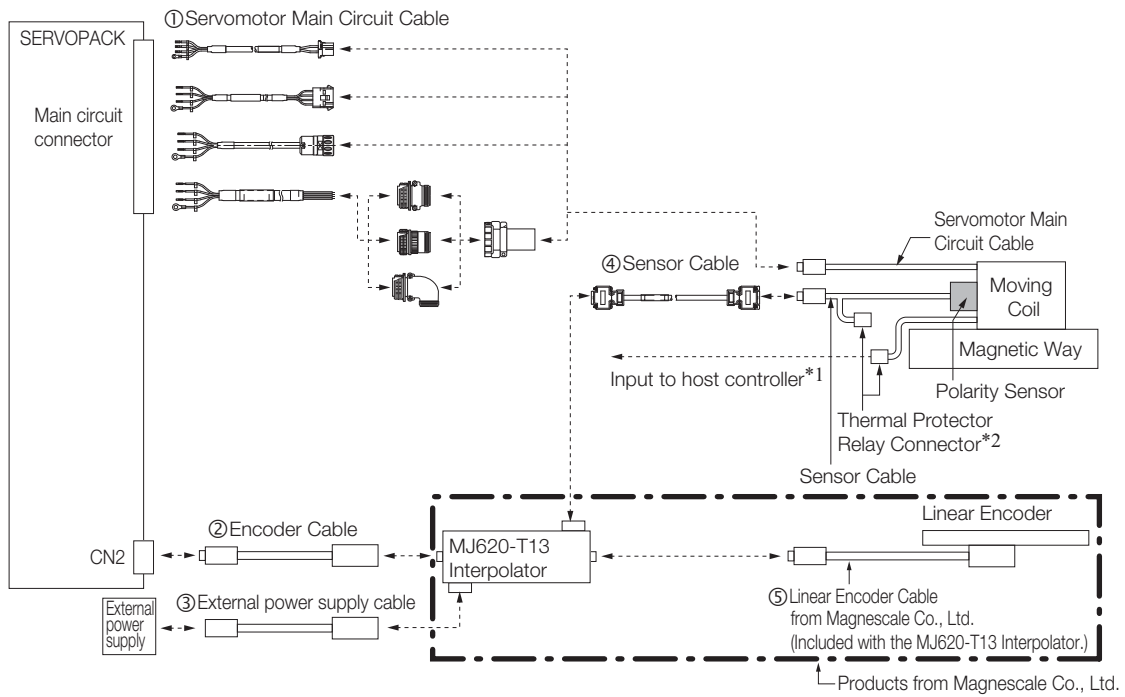 ①Servomotor Main Circuit Cable
SERVOPACK
Main circuit
connector
Servomotor Main
Circuit Cable
④Sensor Cable
Moving
Coil
Magnetic Way
Input to host controller*1
Polarity Sensor
Thermal Protector
Relay Connector*2
Sensor Cable
Linear Encoder
②Encoder Cable
CN2
MJ620-T13
Interpolator
③External power supply cable
External
power
supply
⑤Linear Encoder Cable
from Magnescale Co., Ltd.
(Included with the MJ620-T13 Interpolator.)
Products from Magnescale Co., Ltd.